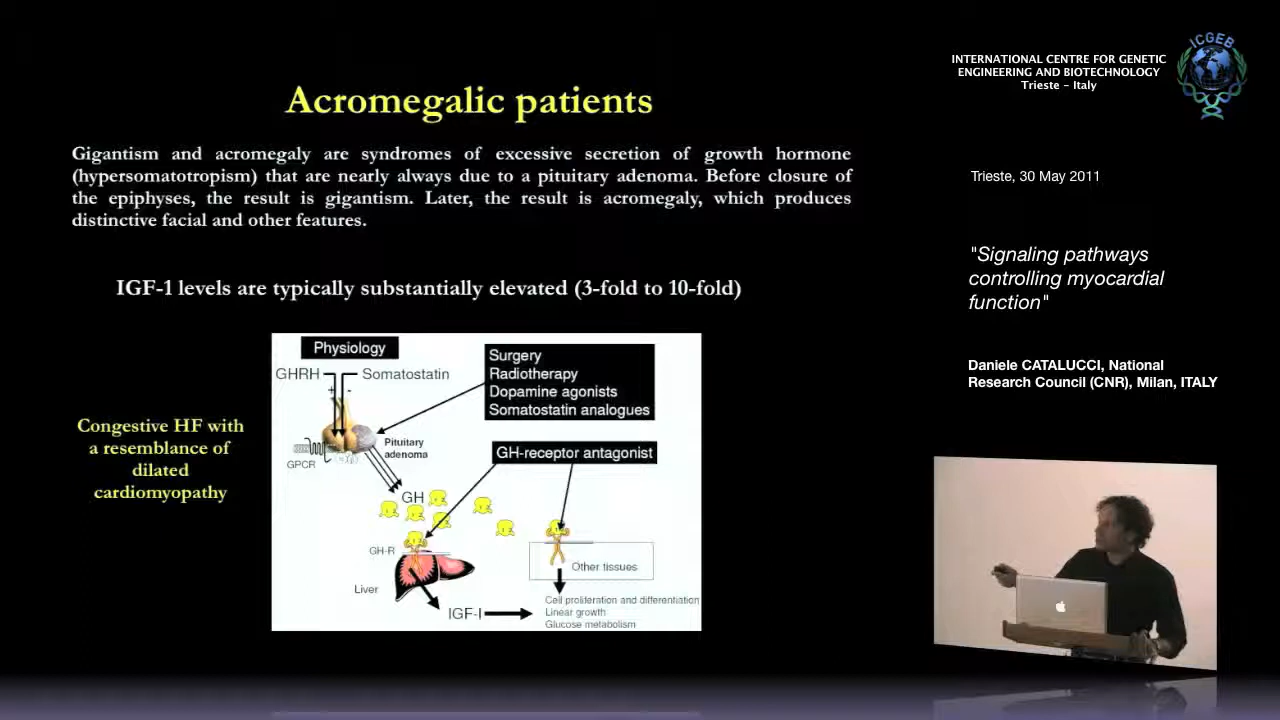 Acromegalic patients
Gigantism and acromegaly are syndromes of excessive secretion of growth hormone
(hypersomatotropism) that are nearly always due to a pituitary adenoma. Before closure of
the epiphyses, the result is gigantism. Later, the result is acromegaly, which produces
distinctive facial and other features.
IGF-1 levels are typically substantially elevated (3-fold to 10-fold)
Congestive HF with
a resemblance of
dilated
cardiomyopathy
Physiology
GHRH
Somatostatin
+
-
Surgery
Radiotherapy
Dopamine agonists
Somatostatin analogues
Pituitary
adenoma
GPCR
GH-receptor antagonist
GH
GH-R
Liver
Other tissues
IGF-I
Cell proliferation and differentiation
Linear growth
Glucose metabolism
INTERNATIONAL CENTRE FOR GENETIC
ENGINEERING AND BIOTECHNOLOGY
Trieste - Italy
ICGEB
Trieste, 30 May 2011
"Signaling pathways
controlling myocardial
function"
Daniele CATALUCCI, National
Research Council (CNR), Milan, ITALY